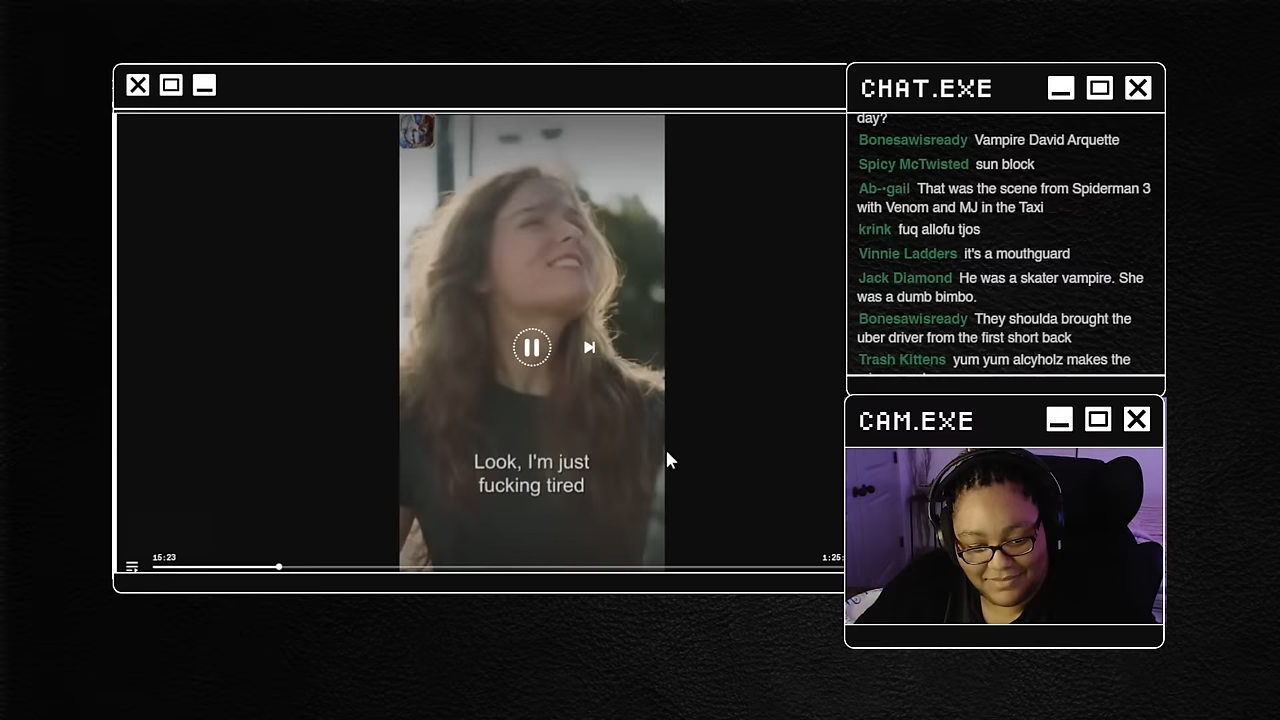 CHAT.EXE
day?
Bonesawisready Vampire David Arquette
Spicy McTwisted sun block
Ab-•gail That was the scene from Spiderman 3
with Venom and MJ in the Taxi
krink fuq allofu tjos
Vinnie Ladders it's a mouthguard
Jack Diamond He was a skater vampire. She
was a dumb bimbo.
Bonesawisready They shoulda brought the
uber driver from the first short back
Trash Kittens yum yum alcyholz makes the
CAM.EXE
Look, I'm just
fucking tired
15:23
1:25: